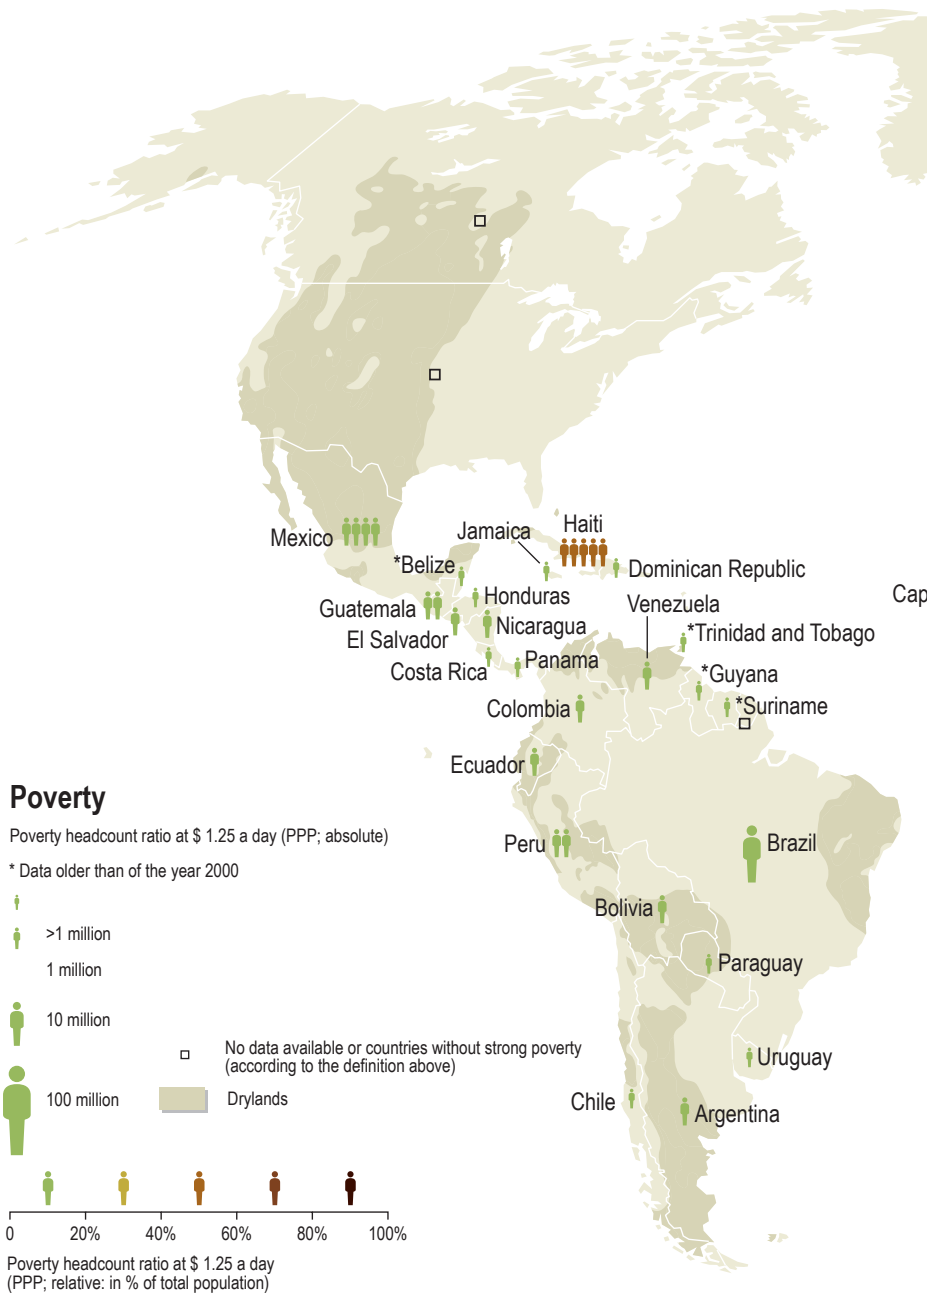 Jamaica
Haiti
Mexico
*Belize
Dominican Republic
Cap
Guatemala
Honduras
Venezuela
El Salvador
Nicaragua
*Trinidad and Tobago
Costa Rica
Panama
*Guyana
Colombia
*Suriname
Ecuador
Peru
Brazil
Bolivia
Paraguay
Uruguay
Chile
Argentina
Poverty
Poverty headcount ratio at $ 1.25 a day (PPP; absolute)
* Data older than of the year 2000
>1 million
1 million
10 million
100 million
No data available or countries without strong poverty
(according to the definition above)
Drylands
0 20% 40% 60% 80% 100%
Poverty headcount ratio at $ 1.25 a day
(PPP; relative: in % of total population)